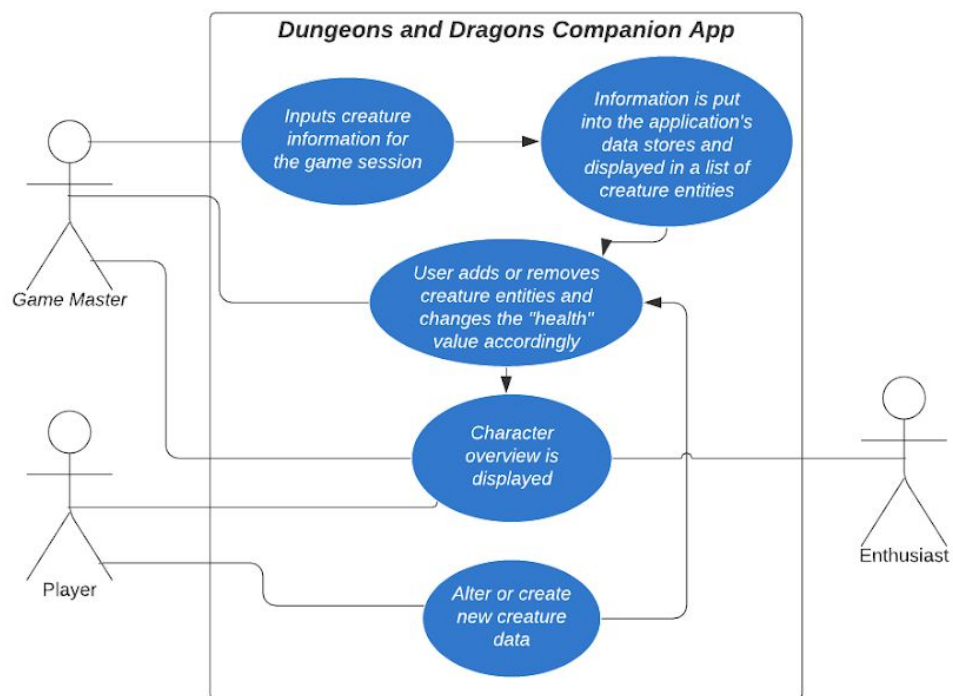 Dungeons and Dragons Companion App
Inputs creature
information for
the game session
Information is put
into the application's
data stores and
displayed in a list of
creature entities
User adds or removes
creature entities and
changes the "health"
value accordingly
Game Master
Character
overview is
displayed
Enthusiast
Player
Alter or create
new creature
data